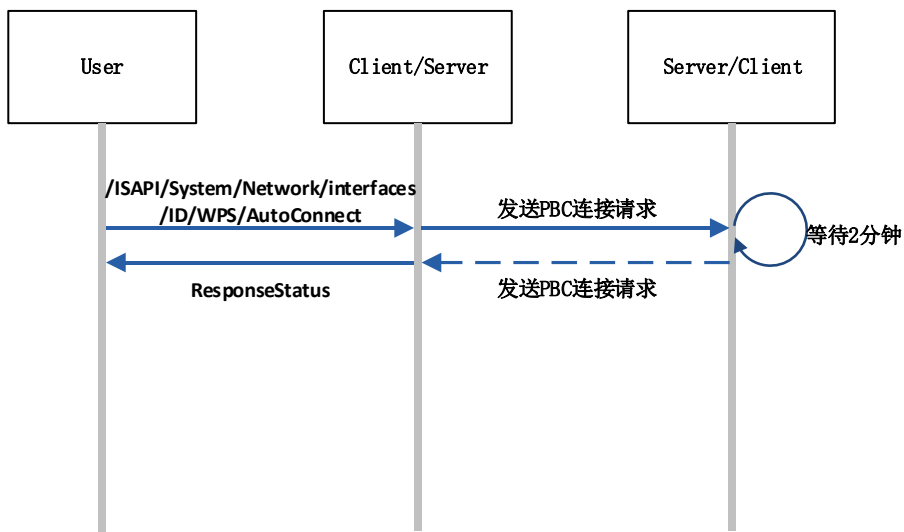 User
Client/Server
Server/Client
/ISAPI/System/Network/interfaces
/ID/WPS/AutoConnect
发送PBC连接请求
等待2分钟
ResponseStatus
发送PBC连接请求